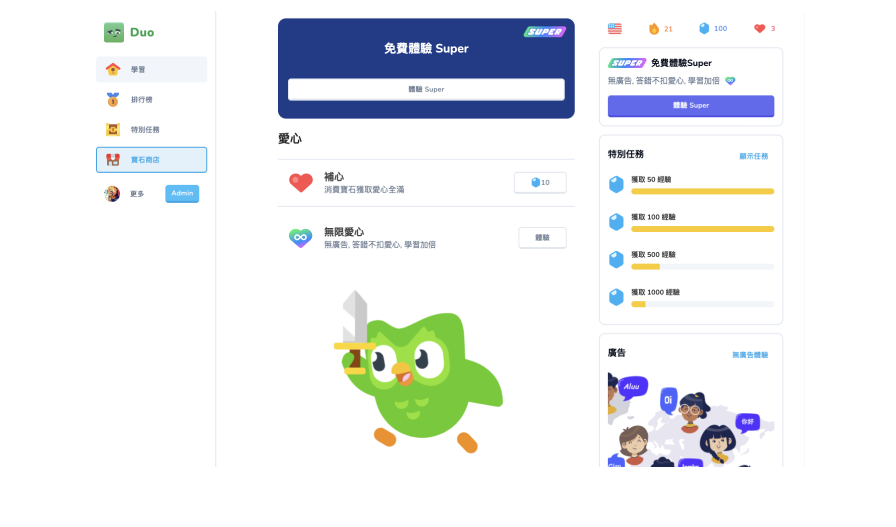 Duo
學習
排行榜
特別任務
寶石商店
更多
Admin
SUPER
免費體驗 Super
體驗 Super
愛心
補心
消費寶石獲取愛心全滿
10
無限愛心
無廣告, 答錯不扣愛心, 學習加倍
體驗
21
100
3
SUPER 免費體驗Super
無廣告, 答錯不扣愛心, 學習加倍
體驗 Super
特別任務
顯示任務
獲取 50 經驗
獲取 100 經驗
獲取 500 經驗
獲取 1000 經驗
廣告
無廣告體驗
Aluu
Oi
你好